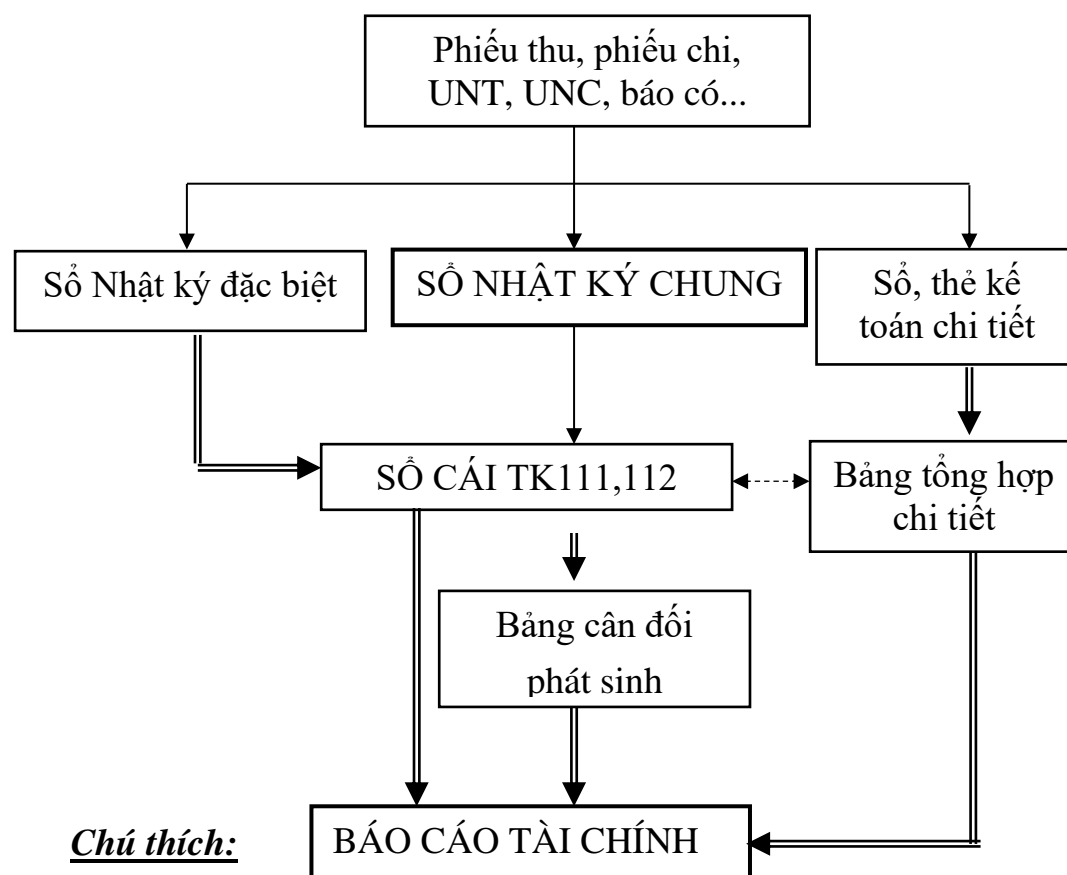 Phiếu thu, phiếu chi,
UNT, UNC, báo có...
Sổ Nhật ký đặc biệt
SỔ NHẬT KÝ CHUNG
Sổ, thẻ kế
toán chi tiết
SỔ CÁI TK111,112
Bảng tổng hợp
chi tiết
Bảng cân đối
phát sinh
Chú thích:
BÁO CÁO TÀI CHÍNH